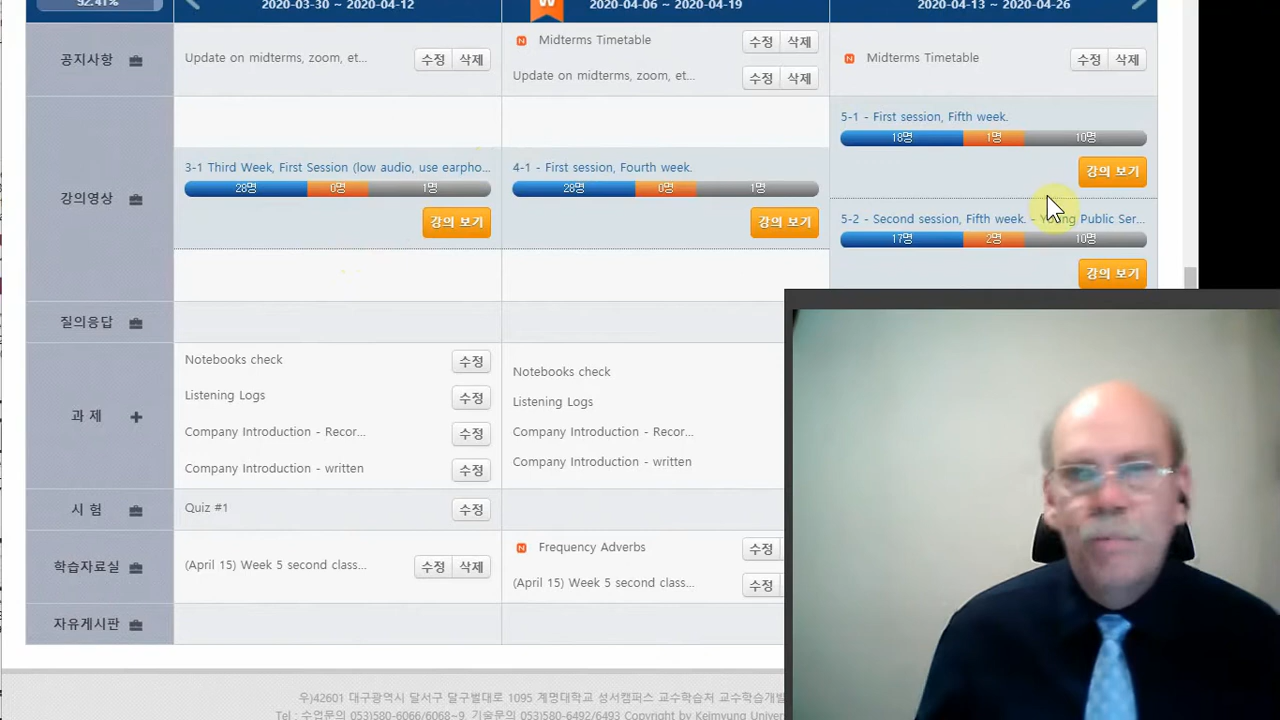 92.41%
2020-03-30 ~ 2020-04-12
W
2020-04-06 ~ 2020-04-19
2020-04-13 ~ 2020-04-26
공지사항
Update on midterms, zoom, et... 수정 삭제
N Midterms Timetable 수정 삭제
Update on midterms, zoom, et... 수정 삭제
N Midterms Timetable 수정 삭제
강의영상
3-1 Third Week, First Session (low audio, use earpho...
28명 0명 1명
강의 보기
4-1 - First session, Fourth week.
28명 0명 1명
강의 보기
5-1 - First session, Fifth week.
18명 1명 10명
강의 보기
5-2 - Second session, Fifth week. - Young Public Ser...
17명 2명 10명
강의 보기
질의응답
과 제
Notebooks check 수정
Listening Logs 수정
Company Introduction - Recor... 수정
Company Introduction - written 수정
Notebooks check
Listening Logs
Company Introduction - Recor...
Company Introduction - written
시 험
Quiz #1 수정
학습자료실
(April 15) Week 5 second class... 수정 삭제
N Frequency Adverbs 수정
(April 15) Week 5 second class... 수정
자유게시판
우)42601 대구광역시 달서구 달구벌대로 1095 계명대학교 성서캠퍼스 교수학습처 교수학습개발
Tel : 수업문의 053)580-6066/6068~9, 기술문의 053)580-6492/6493 Copyright by Keimyung Univer